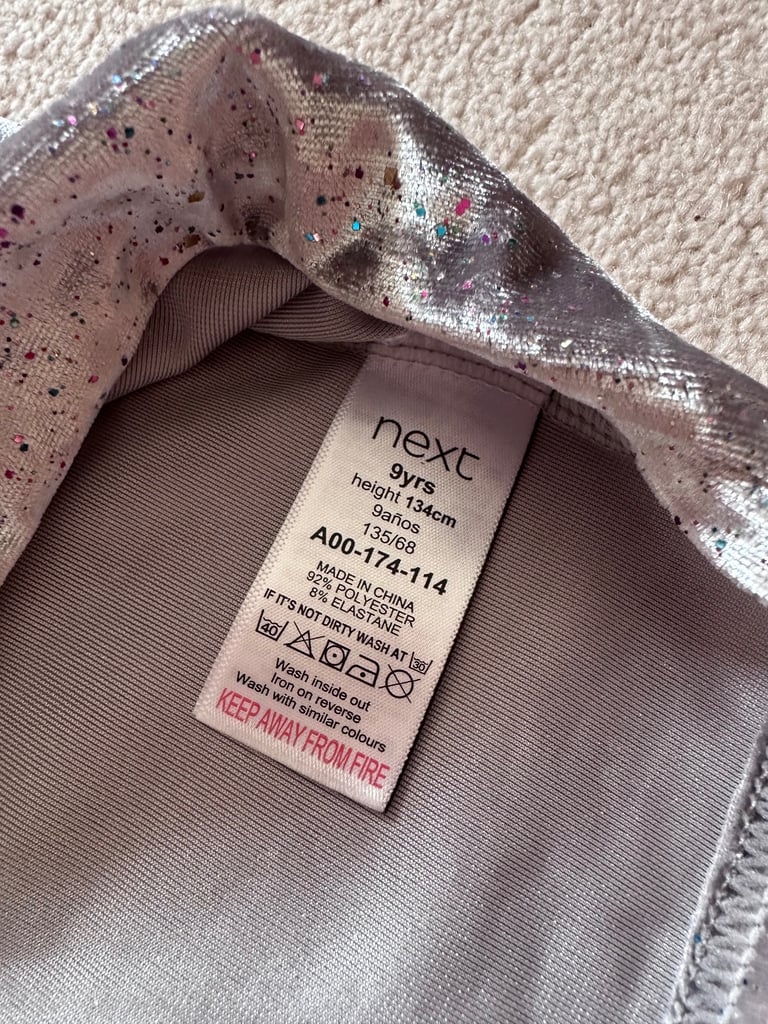 next
9yrs
height 134cm
9años
135/68
A00-174-114
MADE IN CHINA
92% POLYESTER
8% ELASTANE
IF IT'S NOT DIRTY WASH AT 30
40
Wash inside out
Iron on reverse
Wash with similar colours
KEEP AWAY FROM FIRE